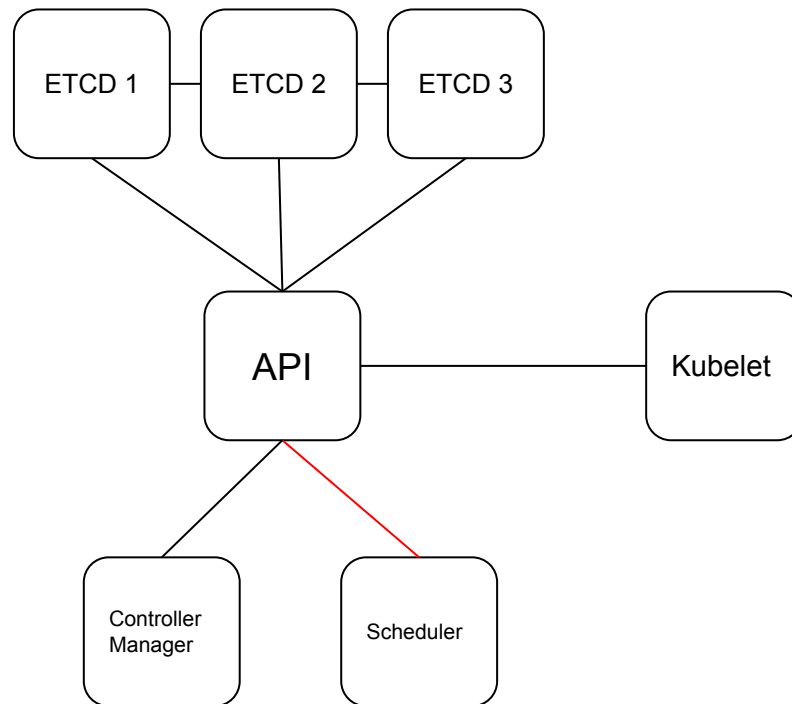 ETCD 1
ETCD 2
ETCD 3
API
Kubelet
Controller
Manager
Scheduler